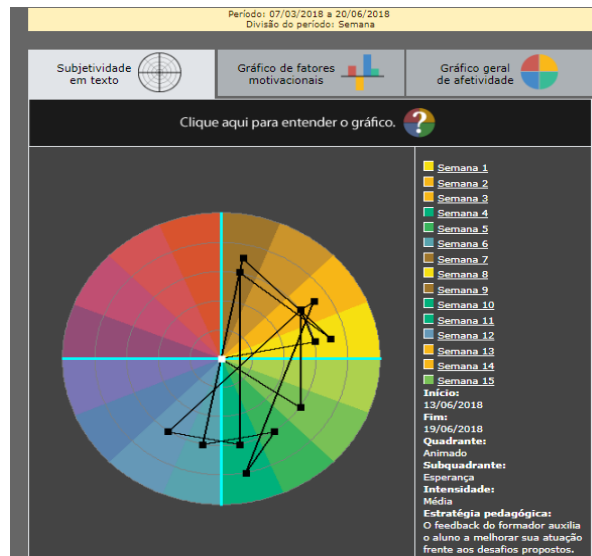 Período: 07/03/2018 a 20/06/2018
Divisão do período: Semana
Subjetividade
em texto
Gráfico de fatores
motivacionais
Gráfico geral
de afetividade
Clique aqui para entender o gráfico.
?
Semana 1
Semana 2
Semana 3
Semana 4
Semana 5
Semana 6
Semana 7
Semana 8
Semana 9
Semana 10
Semana 11
Semana 12
Semana 13
Semana 14
Semana 15
Início:
13/06/2018
Fim:
19/06/2018
Quadrante:
Animado
Subquadrante:
Esperança
Intensidade:
Média
Estratégia pedagógica:
O feedback do formador auxilia
o aluno a melhorar sua atuação
frente aos desafios propostos.